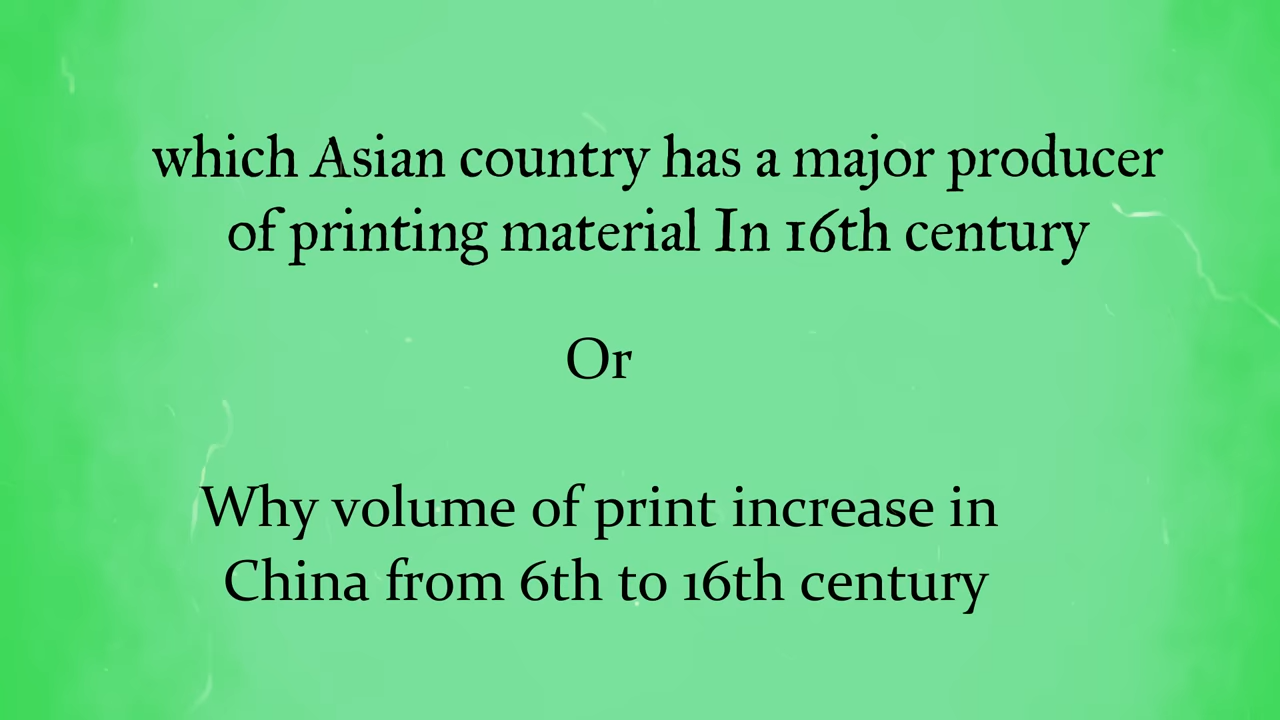 which Asian country has a major producer
of printing material In 16th century
Or
Why volume of print increase in
China from 6th to 16th century